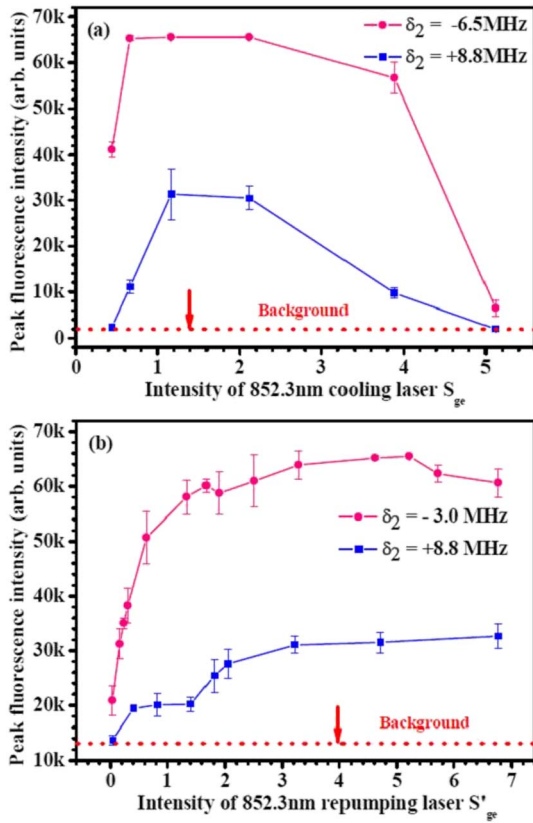 (a)
δ₂ = -6.5MHz
δ₂ = +8.8MHz
Peak fluorescence intensity (arb. units)
70k
60k
50k
40k
30k
20k
10k
0
Background
0 1 2 3 4 5
Intensity of 852.3nm cooling laser S_ge
(b)
Peak fluorescence intensity (arb. units)
70k
60k
50k
40k
30k
20k
10k
δ₂ = - 3.0 MHz
δ₂ = +8.8 MHz
Background
0 1 2 3 4 5 6 7
Intensity of 852.3nm repumping laser S'_ge